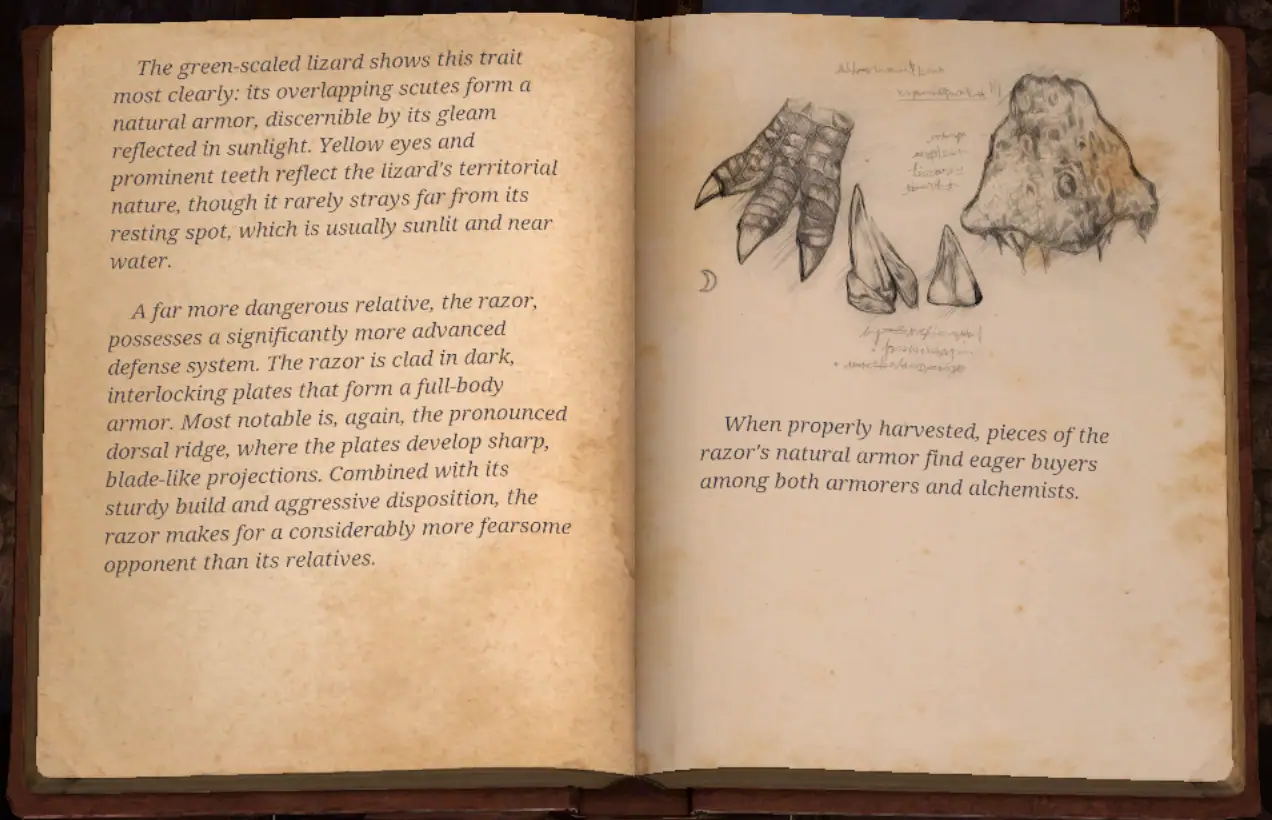 The green-scaled lizard shows this trait
most clearly: its overlapping scutes form a
natural armor, discernible by its gleam
reflected in sunlight. Yellow eyes and
prominent teeth reflect the lizard's territorial
nature, though it rarely strays far from its
resting spot, which is usually sunlit and near
water.
A far more dangerous relative, the razor,
possesses a significantly more advanced
defense system. The razor is clad in dark,
interlocking plates that form a full-body
armor. Most notable is, again, the pronounced
dorsal ridge, where the plates develop sharp,
blade-like projections. Combined with its
sturdy build and aggressive disposition, the
razor makes for a considerably more fearsome
opponent than its relatives.
When properly harvested, pieces of the
razor's natural armor find eager buyers
among both armorers and alchemists.